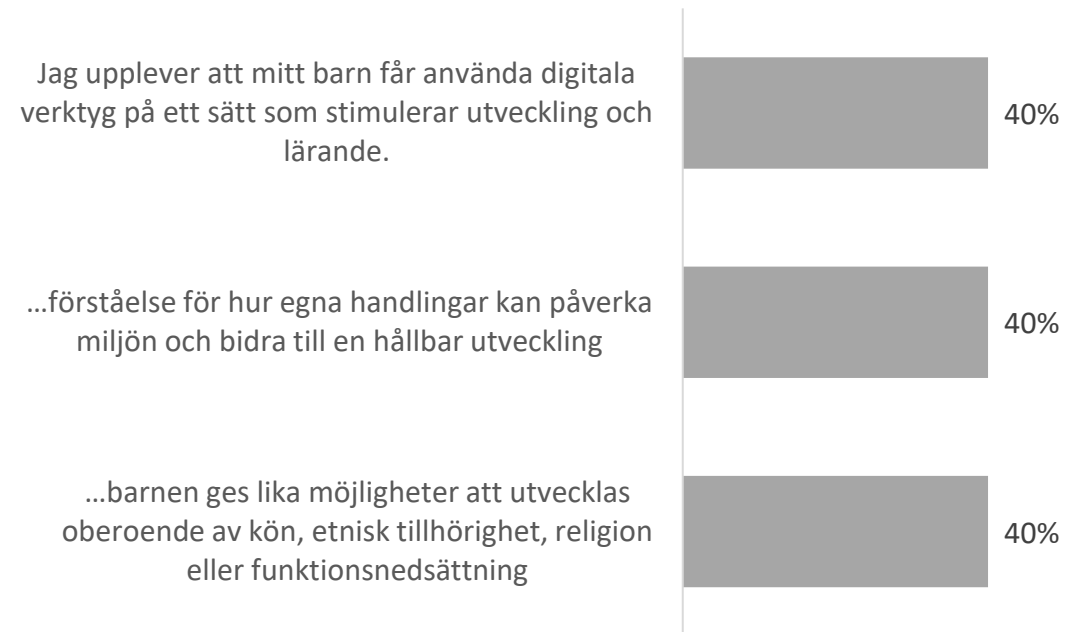 Jag upplever att mitt barn får använda digitala
verktyg på ett sätt som stimulerar utveckling och
lärande.
40%
…förståelse för hur egna handlingar kan påverka
miljön och bidra till en hållbar utveckling
40%
…barnen ges lika möjligheter att utvecklas
oberoende av kön, etnisk tillhörighet, religion
eller funktionsnedsättning
40%